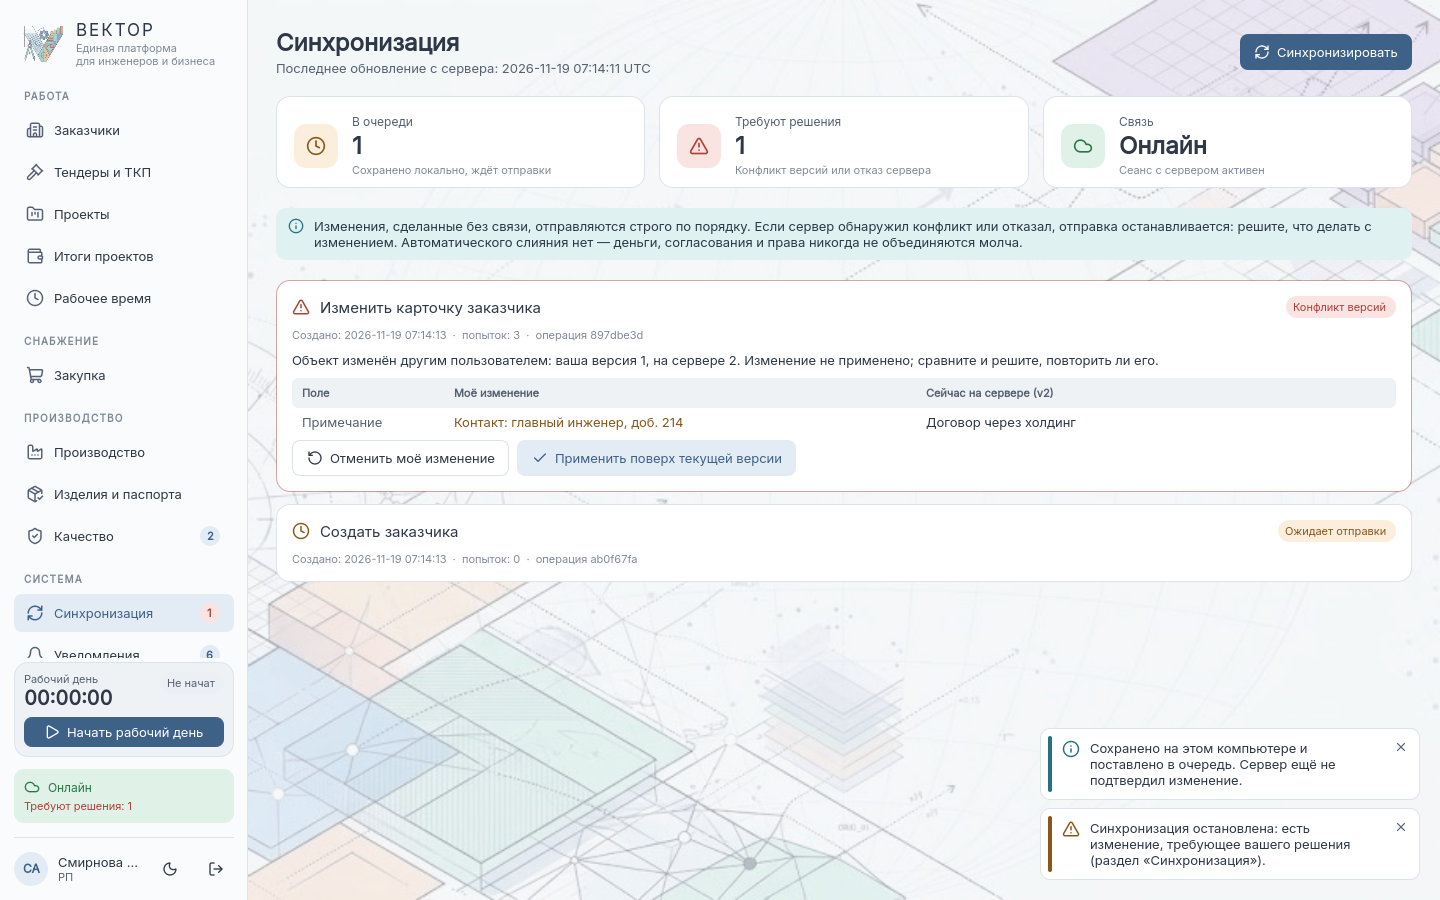 ВЕКТОР
Единая платформа
для инженеров и бизнеса
РАБОТА
Заказчики
Тендеры и ТКП
Проекты
Итоги проектов
Рабочее время
СНАБЖЕНИЕ
Закупка
ПРОИЗВОДСТВО
Производство
Изделия и паспорта
Качество 2
СИСТЕМА
Синхронизация 1
Уведомления 6
Рабочий день
Не начат
00:00:00
Начать рабочий день
Онлайн
Требуют решения: 1
СА
Смирнова ...
РП
Синхронизация
Последнее обновление с сервера: 2026-11-19 07:14:11 UTC
Синхронизировать
В очереди
1
Сохранено локально, ждёт отправки
Требуют решения
1
Конфликт версий или отказ сервера
Связь
Онлайн
Сеанс с сервером активен
Изменения, сделанные без связи, отправляются строго по порядку. Если сервер обнаружил конфликт или отказал, отправка останавливается: решите, что делать с
изменением. Автоматического слияния нет — деньги, согласования и права никогда не объединяются молча.
Изменить карточку заказчика
Конфликт версий
Создано: 2026-11-19 07:14:13 · попыток: 3 · операция 897dbe3d
Объект изменён другим пользователем: ваша версия 1, на сервере 2. Изменение не применено; сравните и решите, повторить ли его.
Поле Моё изменение Сейчас на сервере (v2)
Примечание Контакт: главный инженер, доб. 214 Договор через холдинг
Отменить моё изменение
Применить поверх текущей версии
Создать заказчика
Ожидает отправки
Создано: 2026-11-19 07:14:13 · попыток: 0 · операция ab0f67fa
Сохранено на этом компьютере и
поставлено в очередь. Сервер ещё не
подтвердил изменение.
Синхронизация остановлена: есть
изменение, требующее вашего решения
(раздел «Синхронизация»).